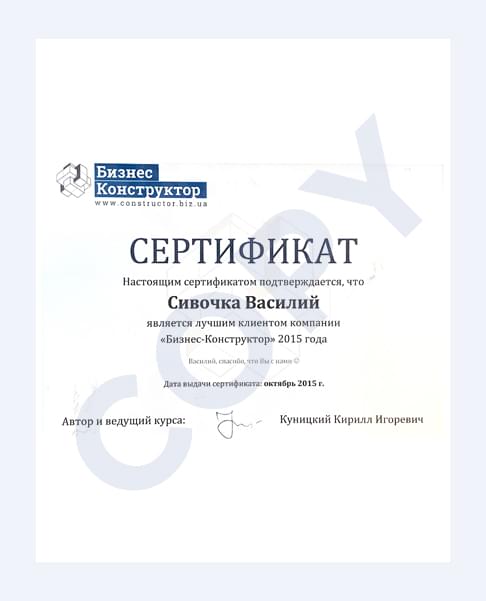 Бизнес
Конструктор
www.constructor.biz.ua
СЕРТИФИКАТ
Настоящим сертификатом подтверждается, что
Сивочка Василий
является лучшим клиентом компании
«Бизнес-Конструктор» 2015 года
Василий, спасибо, что Вы с нами ☺
Дата выдачи сертификата: октябрь 2015 г.
Автор и ведущий курса: Куницкий Кирилл Игоревич
COPY